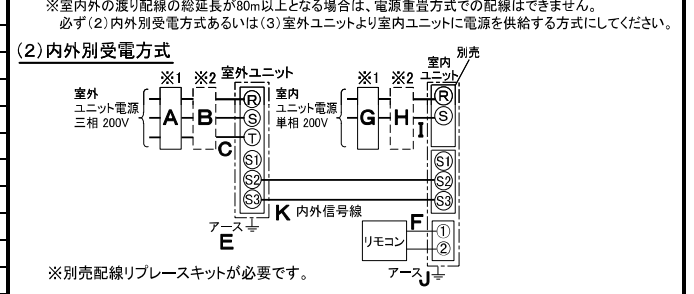 ※室内外の渡り配線の総延長が80m以上となる場合は、電源重畳方式での配線はできません。
必ず(2)内外別受電方式あるいは(3)室外ユニットより室内ユニットに電源を供給する方式にしてください。
(2)内外別受電方式
※1 ※2 室外ユニット
室外
ユニット電源
三相 200V
A B C
R
S
T
S1
S2
S3
アース
E
※1 ※2 室内
ユニット
別売
室内
ユニット電源
単相 200V
G H I
R
S
S1
S2
S3
K 内外信号線
リモコン
F
①
②
アース J
※別売配線リプレースキットが必要です。